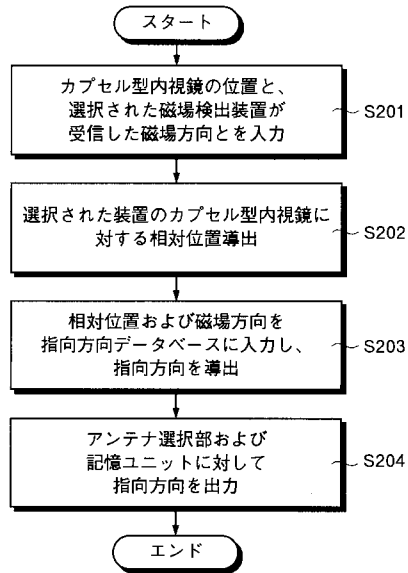 スタート
カプセル型内視鏡の位置と、
選択された磁場検出装置が
受信した磁場方向とを入力
S201
選択された装置のカプセル型内視鏡に
対する相対位置導出
S202
相対位置および磁場方向を
指向方向データベースに入力し、
指向方向を導出
S203
アンテナ選択部および
記憶ユニットに対して
指向方向を出力
S204
エンド